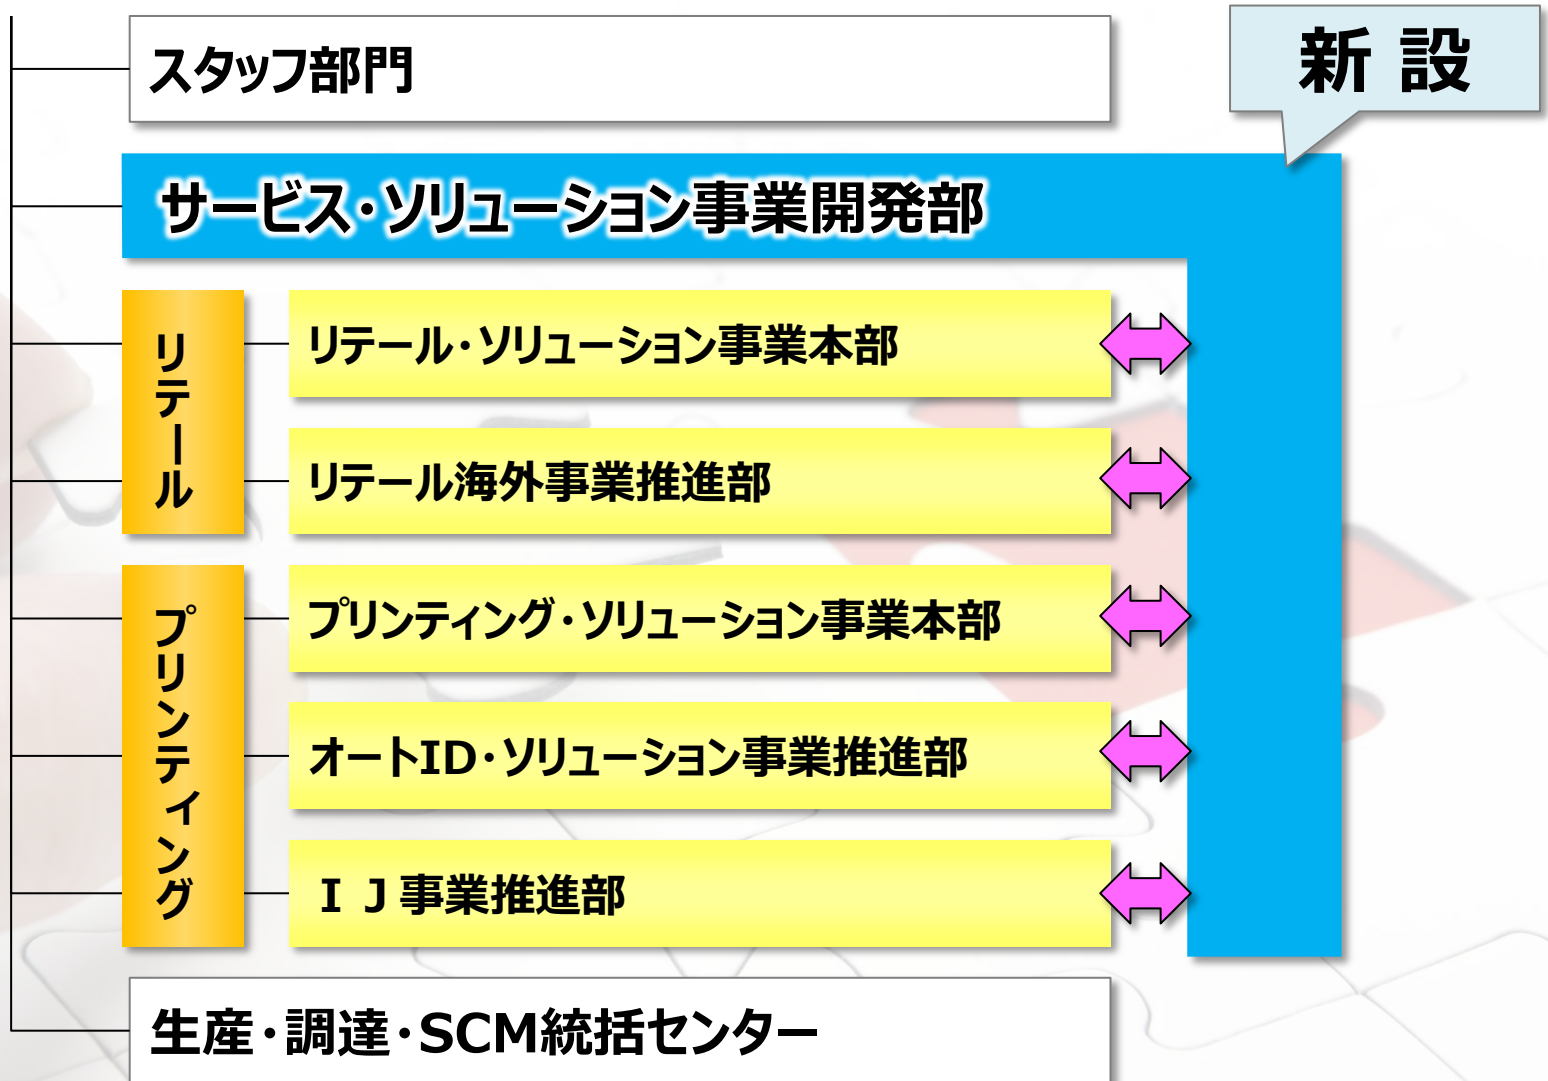 スタッフ部門
新 設
サービス・ソリューション事業開発部
リテール
リテール・ソリューション事業本部
リテール海外事業推進部
プリンティング
プリンティング・ソリューション事業本部
オートID・ソリューション事業推進部
ＩＪ事業推進部
生産・調達・SCM統括センター